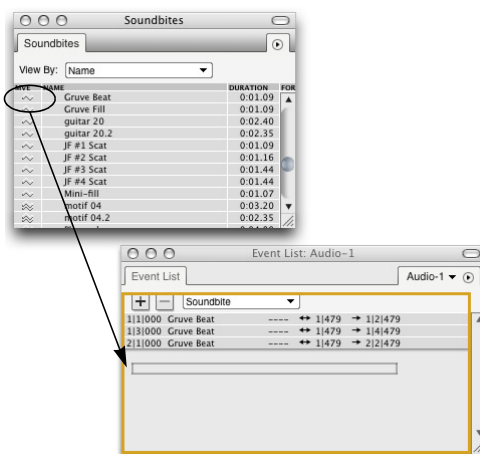 Soundbites
Soundbites
View By: Name
MVE NAME DURATION FOR
Gruve Beat 0:01.09
Gruve Fill 0:01.09
guitar 20 0:02.40
guitar 20.2 0:02.35
JF #1 Scat 0:01.09
JF #2 Scat 0:01.16
JF #3 Scat 0:01.44
JF #4 Scat 0:01.44
Mini-fill 0:01.07
motif 04 0:03.20
motif 04.2 0:02.35
Event List: Audio-1
Event List Audio-1
+ − Soundbite
1|1|000 Gruve Beat ---- ↔ 1|479 → 1|2|479
1|3|000 Gruve Beat ---- ↔ 1|479 → 1|4|479
2|1|000 Gruve Beat ---- ↔ 1|479 → 2|2|479